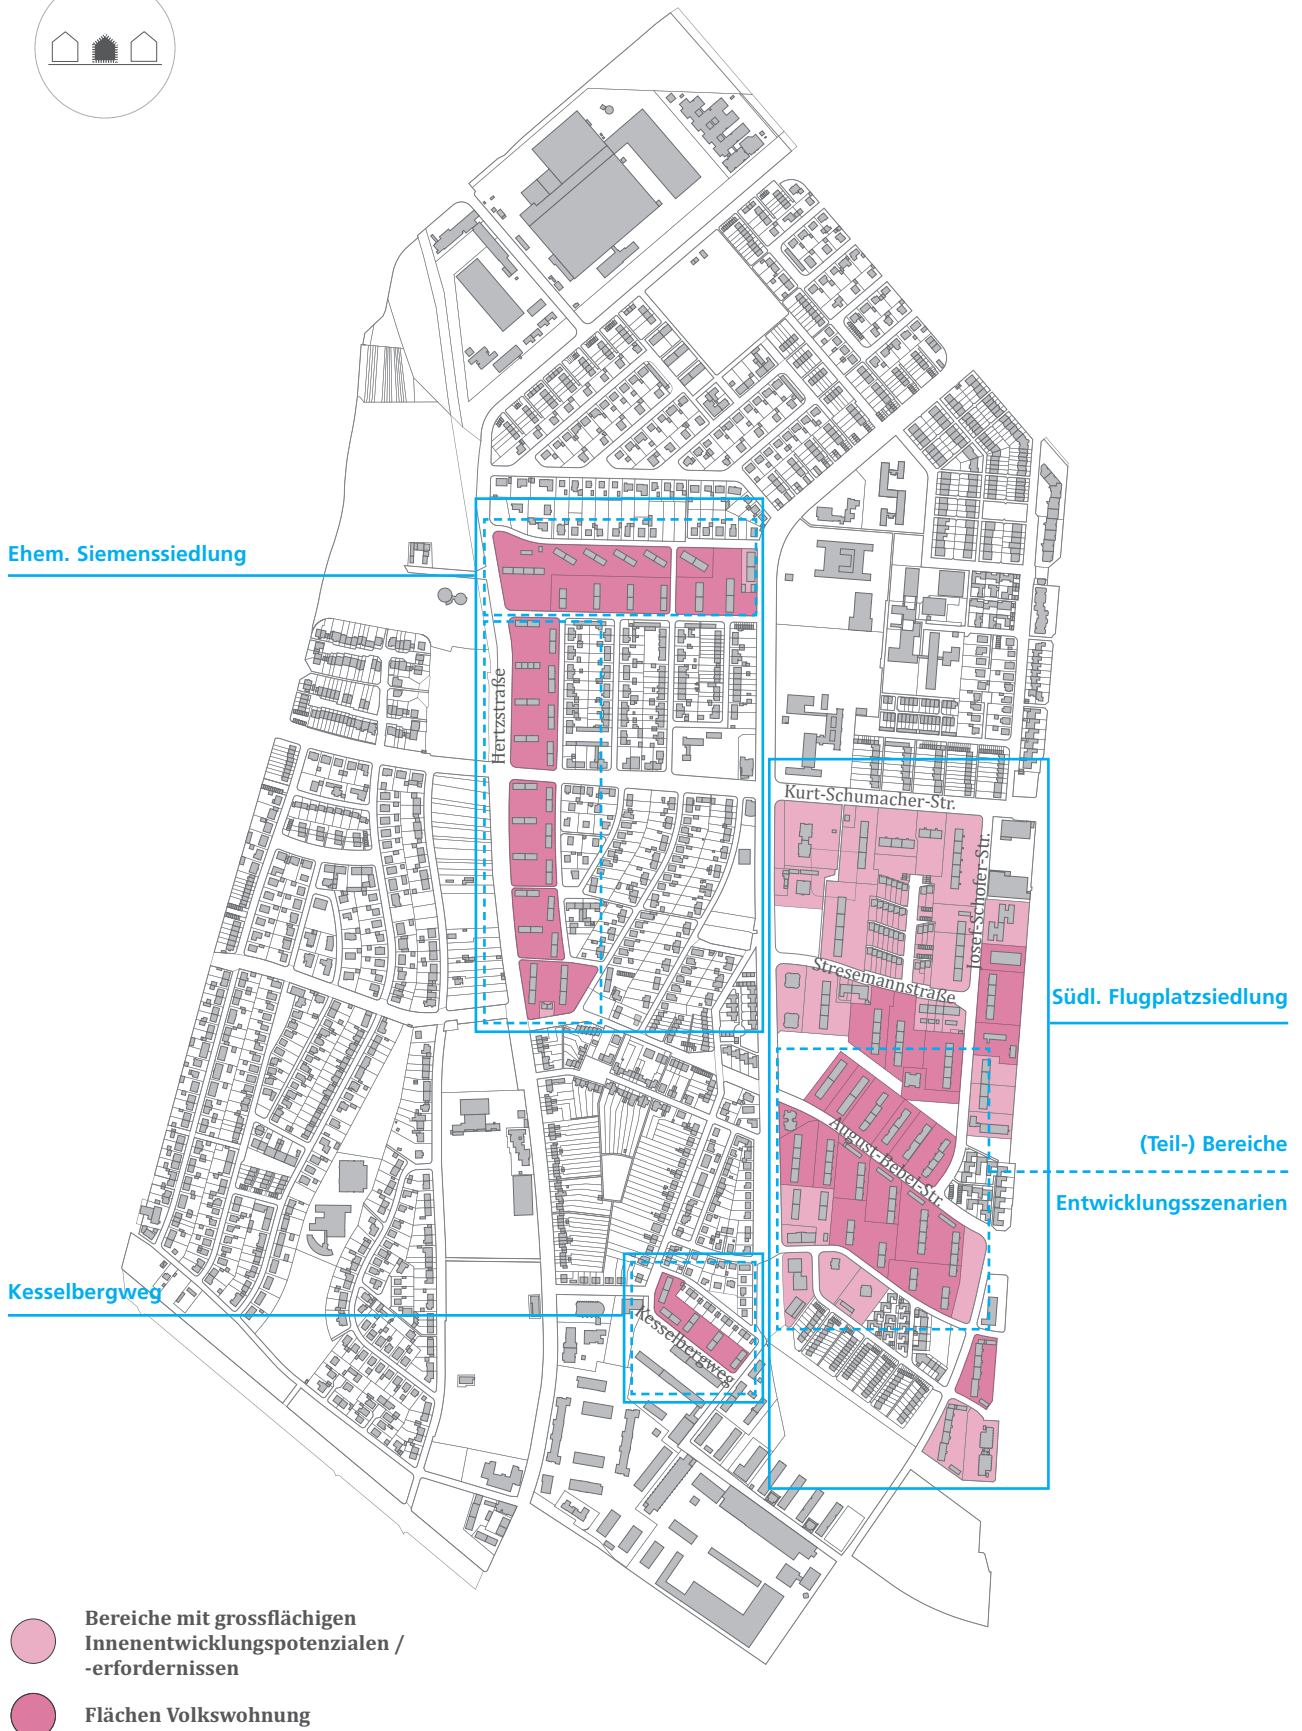 Ehem. Siemenssiedlung
Hertzstraße
Kurt-Schumacher-Str.
Josef-Schofer-Str.
Stresemannstraße
Südl. Flugplatzsiedlung
August-Bebel-Str.
(Teil-) Bereiche
Entwicklungsszenarien
Kesselbergweg
Kesselbergweg
Bereiche mit grossflächigen
Innenentwicklungspotenzialen /
-erfordernissen
Flächen Volkswohnung